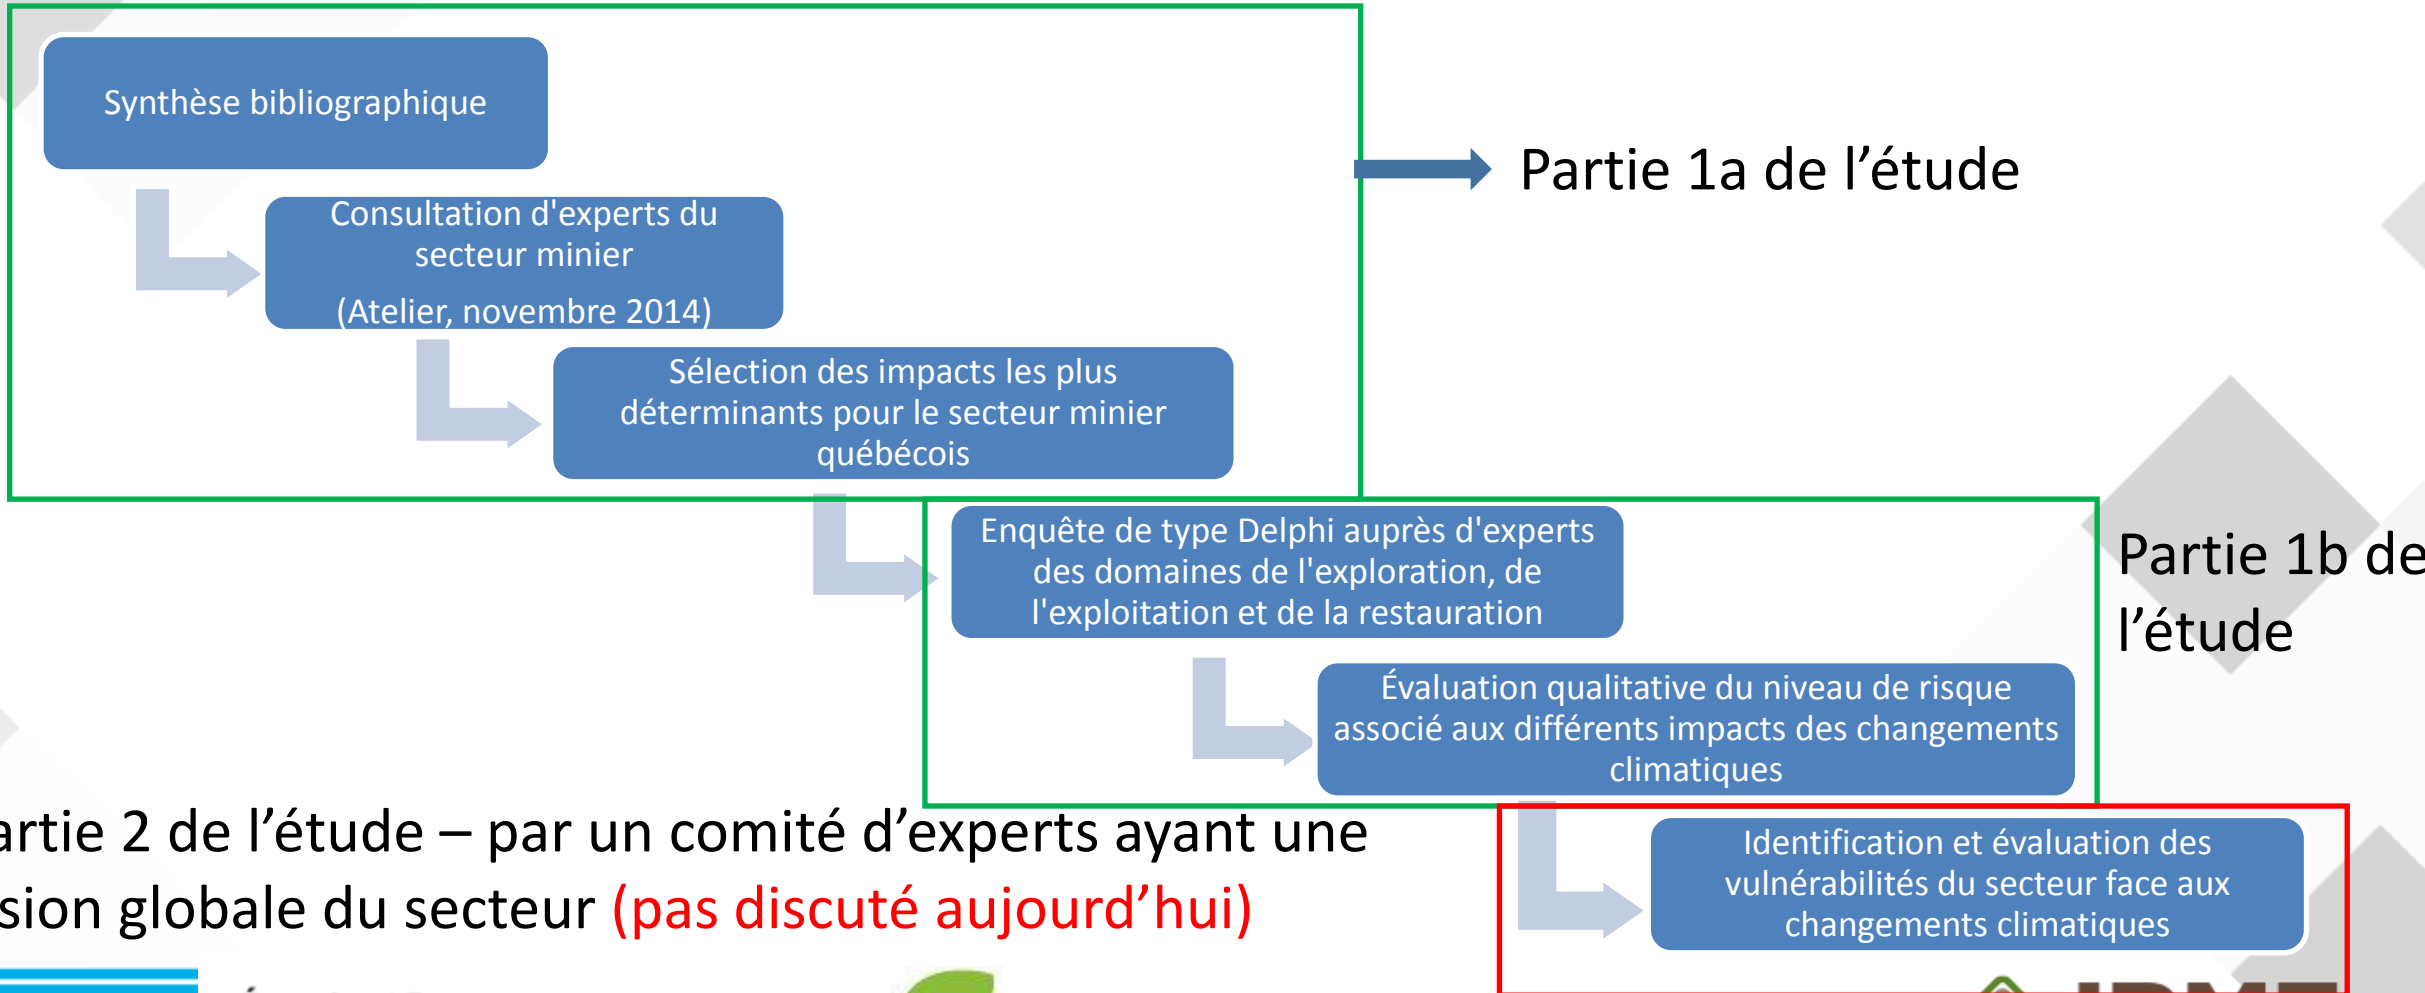 Synthèse bibliographique
Consultation d'experts du
secteur minier
(Atelier, novembre 2014)
Sélection des impacts les plus
déterminants pour le secteur minier
québécois
Partie 1a de l’étude
Enquête de type Delphi auprès d'experts
des domaines de l'exploration, de
l'exploitation et de la restauration
Évaluation qualitative du niveau de risque
associé aux différents impacts des changements
climatiques
Partie 1b de
l’étude
artie 2 de l’étude – par un comité d’experts ayant une
sion globale du secteur (pas discuté aujourd’hui)
Identification et évaluation des
vulnérabilités du secteur face aux
changements climatiques